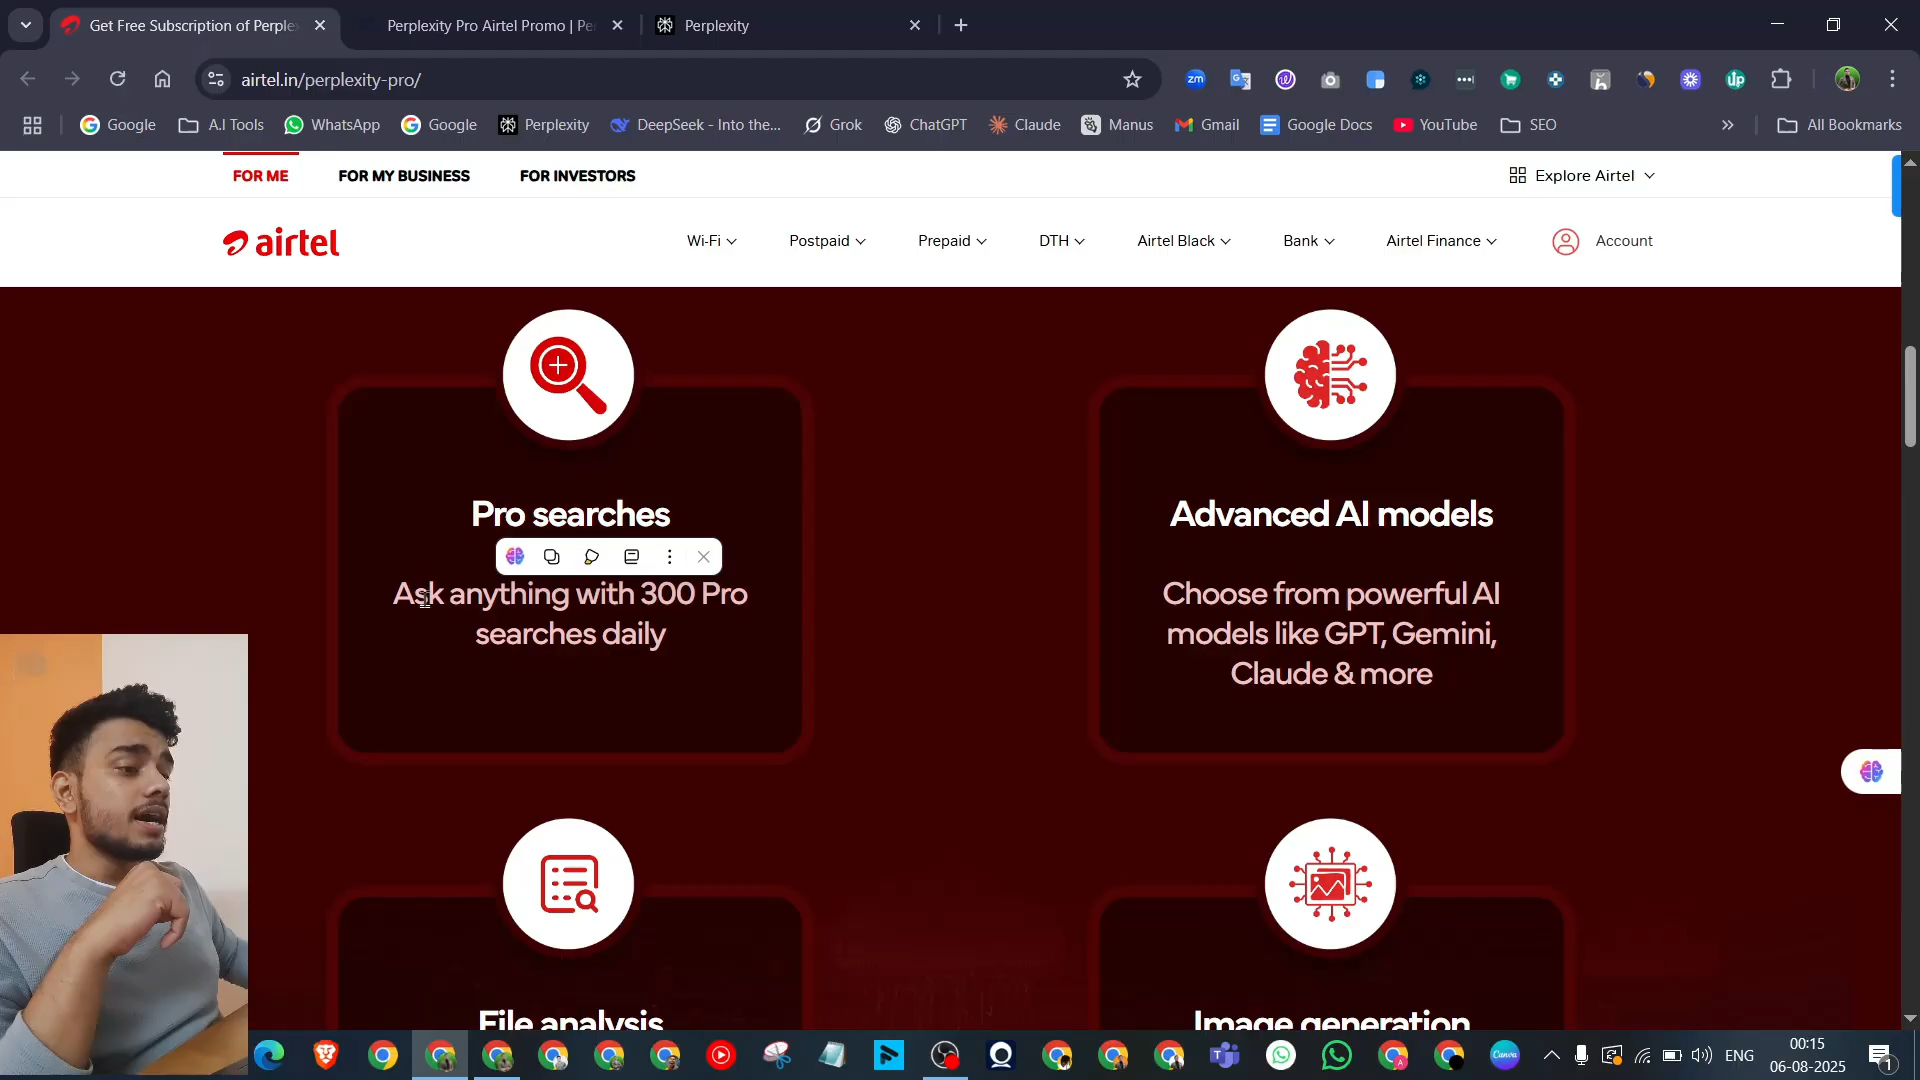 Get Free Subscription of Perple
Perplexity Pro Airtel Promo | Pe
Perplexity
airtel.in/perplexity-pro/
zm
up
Google
A.I Tools
WhatsApp
Google
Perplexity
DeepSeek - Into the...
Grok
ChatGPT
Claude
Manus
Gmail
Google Docs
YouTube
SEO
All Bookmarks
FOR ME
FOR MY BUSINESS
FOR INVESTORS
Explore Airtel
airtel
Wi-Fi
Postpaid
Prepaid
DTH
Airtel Black
Bank
Airtel Finance
Account
Pro searches
Ask anything with 300 Pro
searches daily
Advanced AI models
Choose from powerful AI
models like GPT, Gemini,
Claude & more
File analysis
Image generation
Canva
ENG
00:15
06-08-2025
1